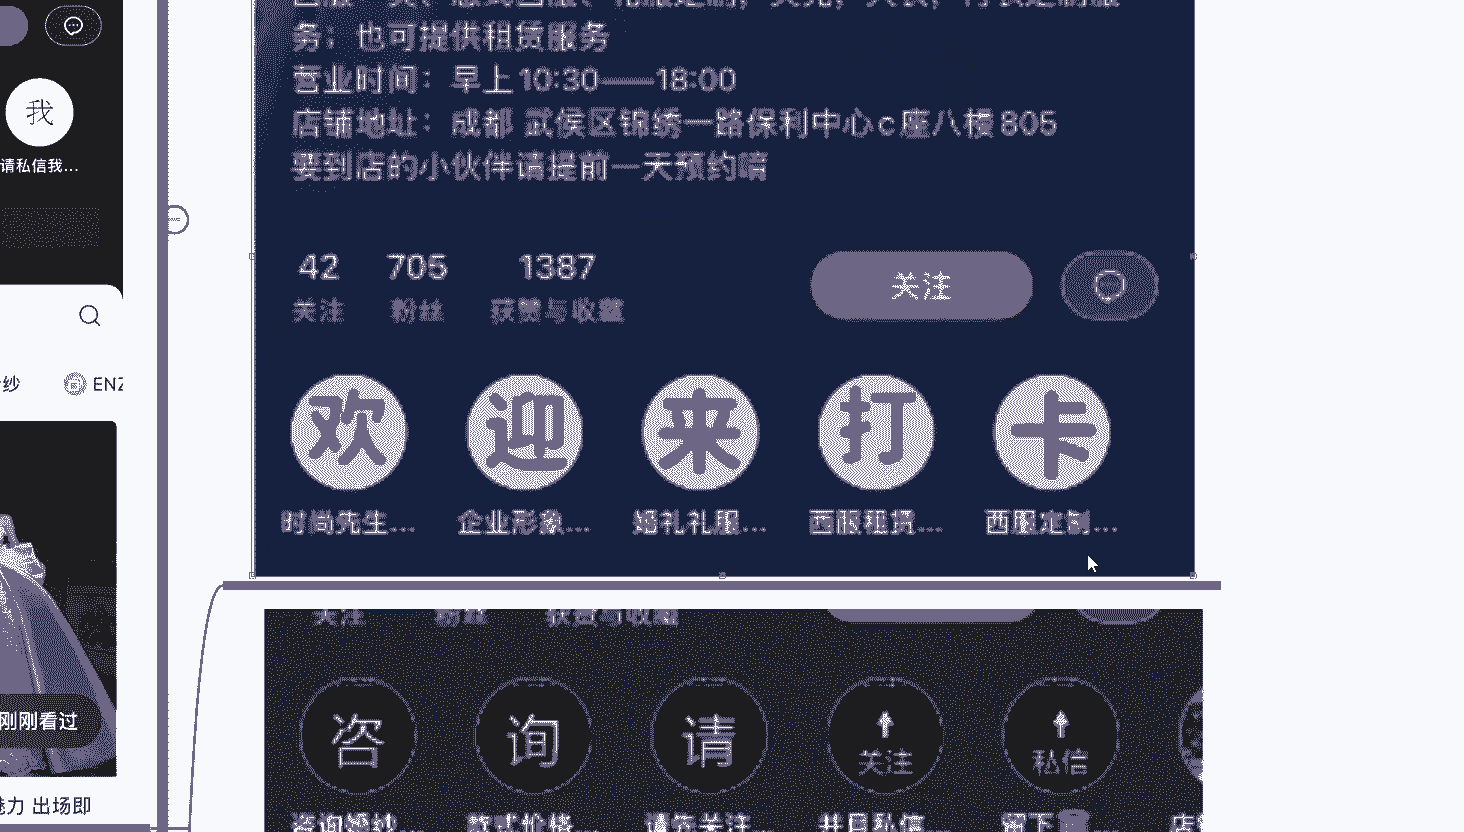 我
请私信我...
纱
ENZ
刚刚看过
力 出场即
务；也可提供租赁服务
营业时间：早上10:30——18:00
店铺地址：成都 武侯区锦绣一路保利中心c座八楼805
要到店的小伙伴请提前一天预约唷
42 705 1387
关注 粉丝 获赞与收藏
关注
欢 迎 来 打 卡
时尚先生... 企业形象... 婚礼礼服... 西服租赁... 西服定制...
关注 粉丝 获赞与收藏
咨 询 请 关注 私信
咨询婚纱... 款式价格... 请先关注... 并且私信... 留下